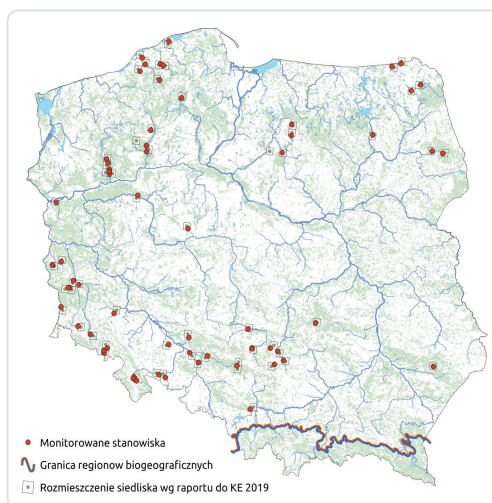 Monitorowane stanowiska
Granica regionow biogeograficznych
Rozmieszczenie siedliska wg raportu do KE 2019